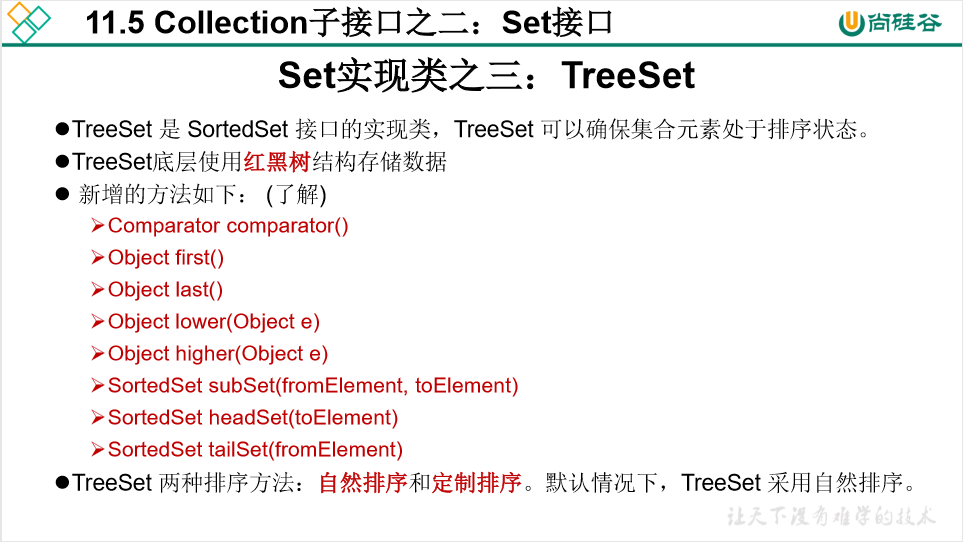 11.5 Collection子接口之二：Set接口
尚硅谷
Set实现类之三：TreeSet
●TreeSet 是 SortedSet 接口的实现类，TreeSet 可以确保集合元素处于排序状态。
●TreeSet底层使用红黑树结构存储数据
● 新增的方法如下： (了解)
➢Comparator comparator()
➢Object first()
➢Object last()
➢Object lower(Object e)
➢Object higher(Object e)
➢SortedSet subSet(fromElement, toElement)
➢SortedSet headSet(toElement)
➢SortedSet tailSet(fromElement)
●TreeSet 两种排序方法：自然排序和定制排序。默认情况下，TreeSet 采用自然排序。
让天下没有难学的技术